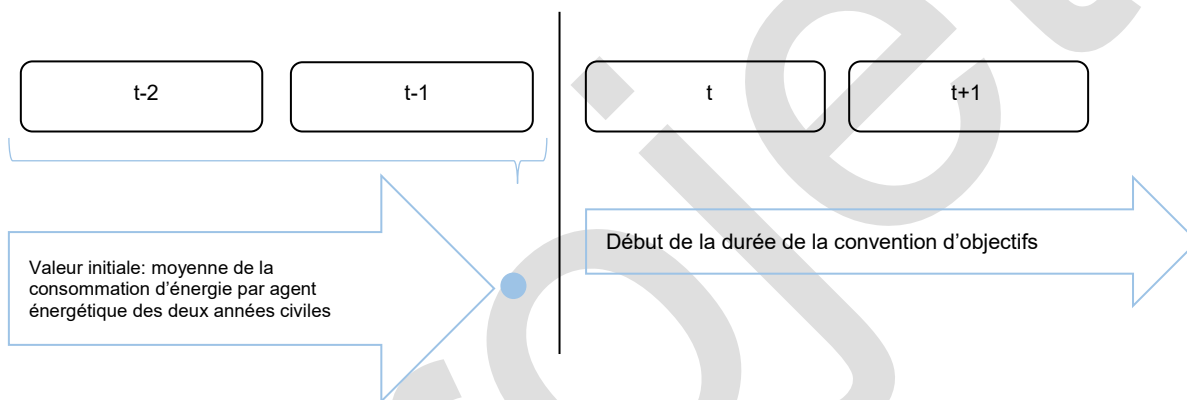 t-2
t-1
t
t+1
Valeur initiale: moyenne de la
consommation d'énergie par agent
énergétique des deux années civiles
Début de la durée de la convention d'objectifs